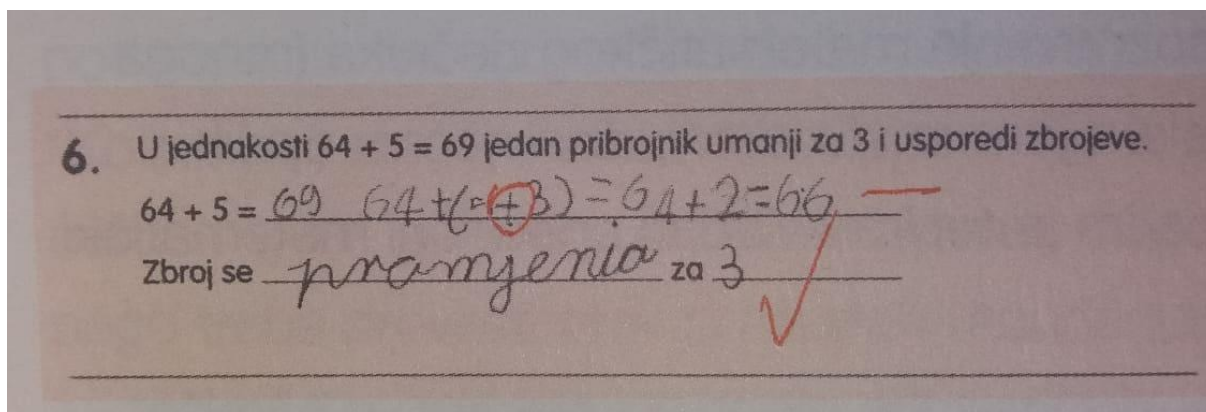 6. U jednakosti 64 + 5 = 69 jedan pribrojnik umanji za 3 i usporedi zbrojeve.
64 + 5 = 69 64+(5+3)=64+2=66
Zbroj se pramjenia za 3